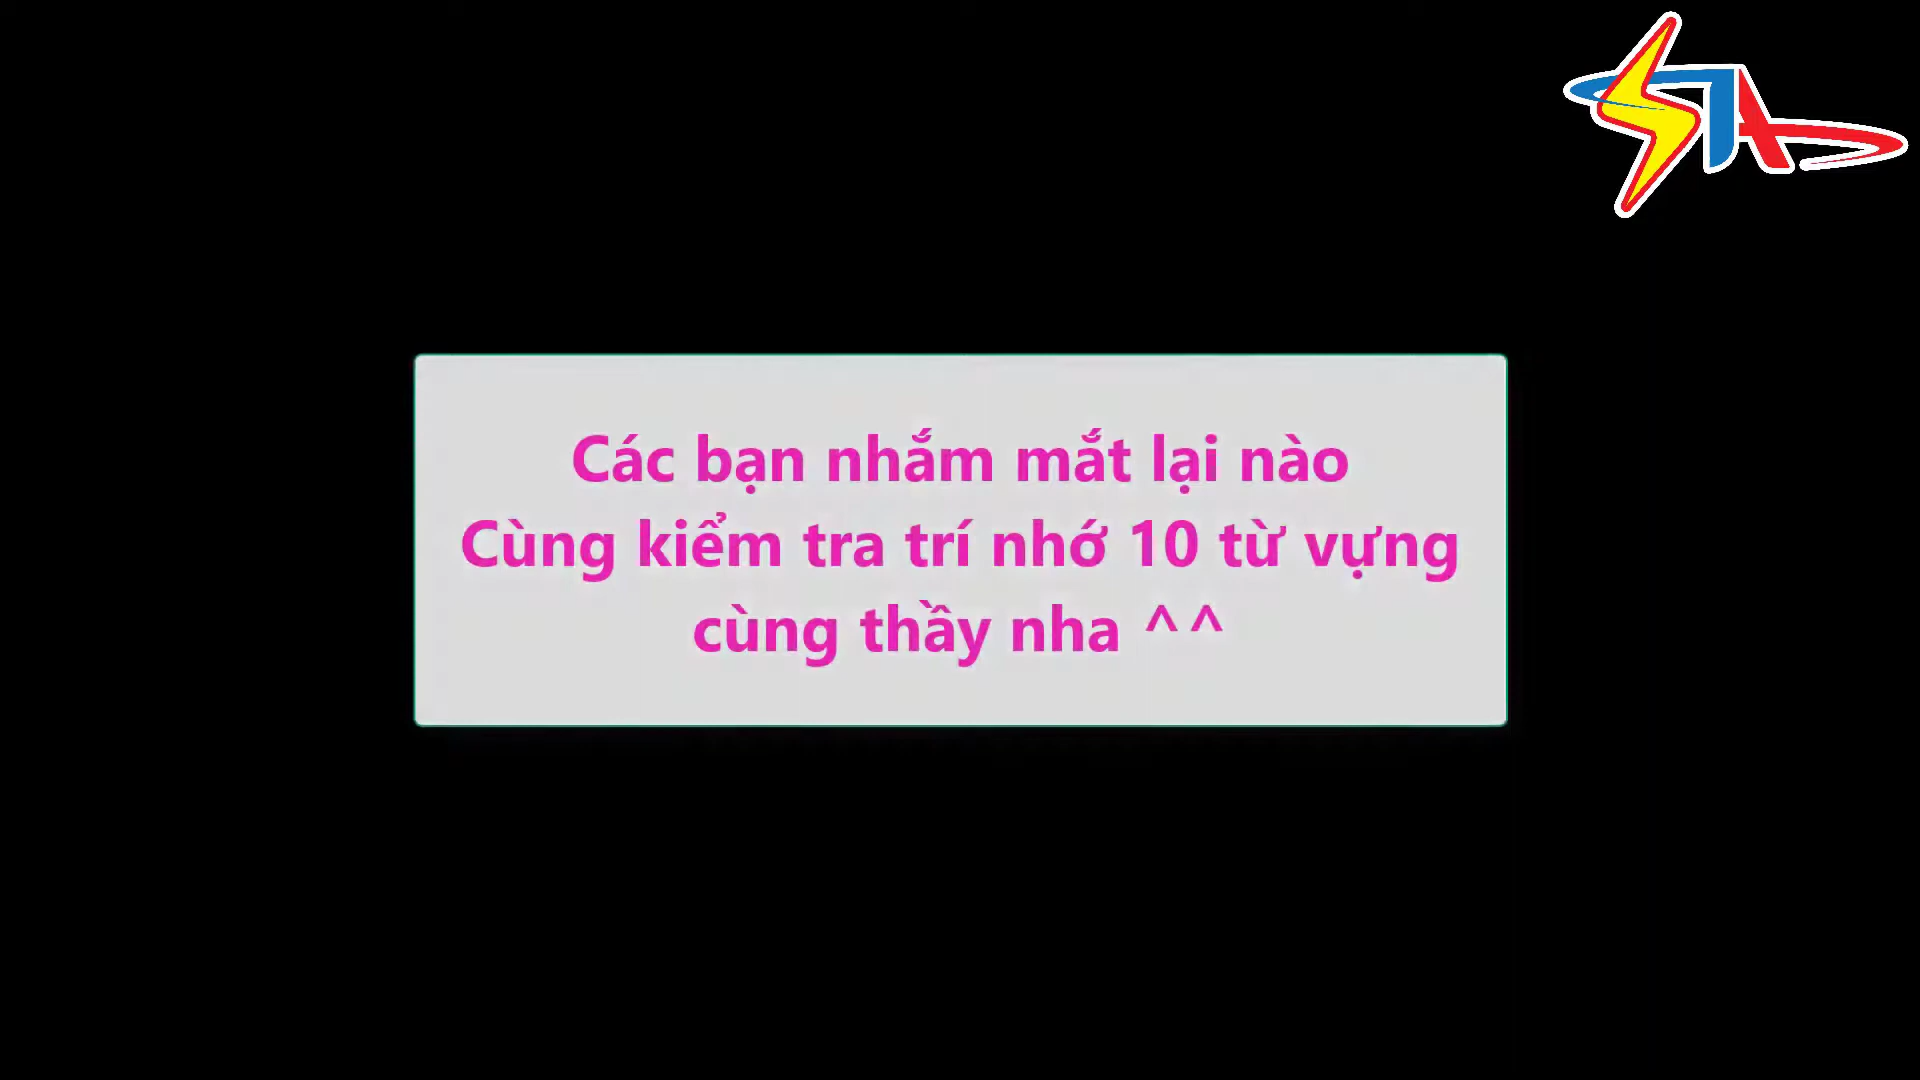 Các bạn nhắm mắt lại nào
Cùng kiểm tra trí nhớ 10 từ vựng
cùng thầy nha ^^